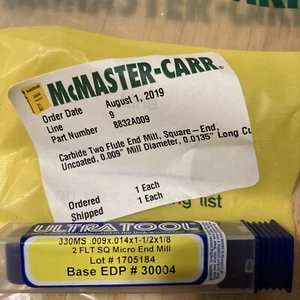 McMASTER-CARR®
Order Date August 1, 2019
Line 9
Part Number 8832A009
Carbide Two Flute End Mill, Square-End,
Uncoated, 0.009" Mill Diameter, 0.0135" Long Cu
Ordered 1 Each
Shipped 1 Each
ng list
ULTRATOOL
330MS .009x.014x1-1/2x1/8
2 FLT SQ Micro End Mill
Lot # 1705184
Base EDP # 30004